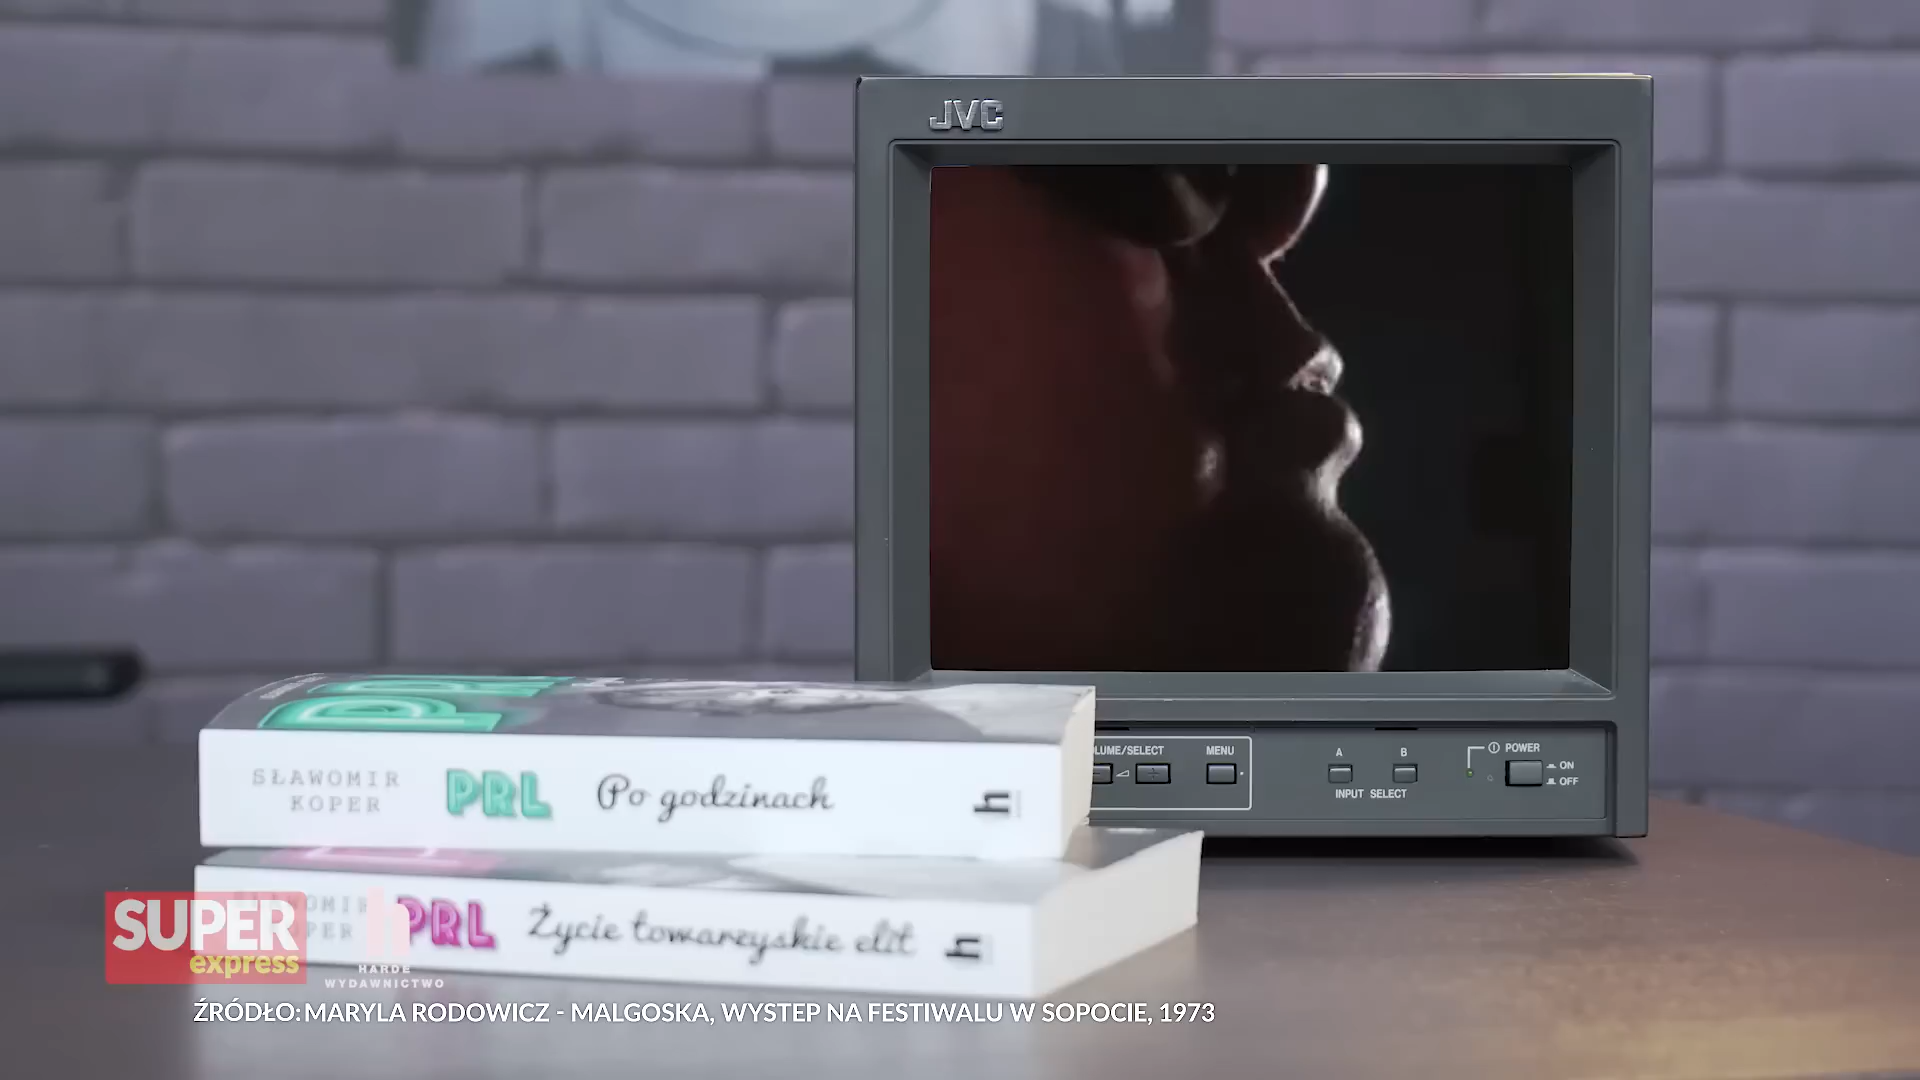 JVC
VOLUME/SELECT
MENU
A
B
INPUT SELECT
POWER
ON
OFF
SŁAWOMIR
KOPER
PRL
Po godzinach
h
PRL
Życie towarzyskie elit
h
SUPER
express
HARDE
WYDAWNICTWO
ŹRÓDŁO: MARYLA RODOWICZ - MALGOSKA, WYSTEP NA FESTIWALU W SOPOCIE, 1973